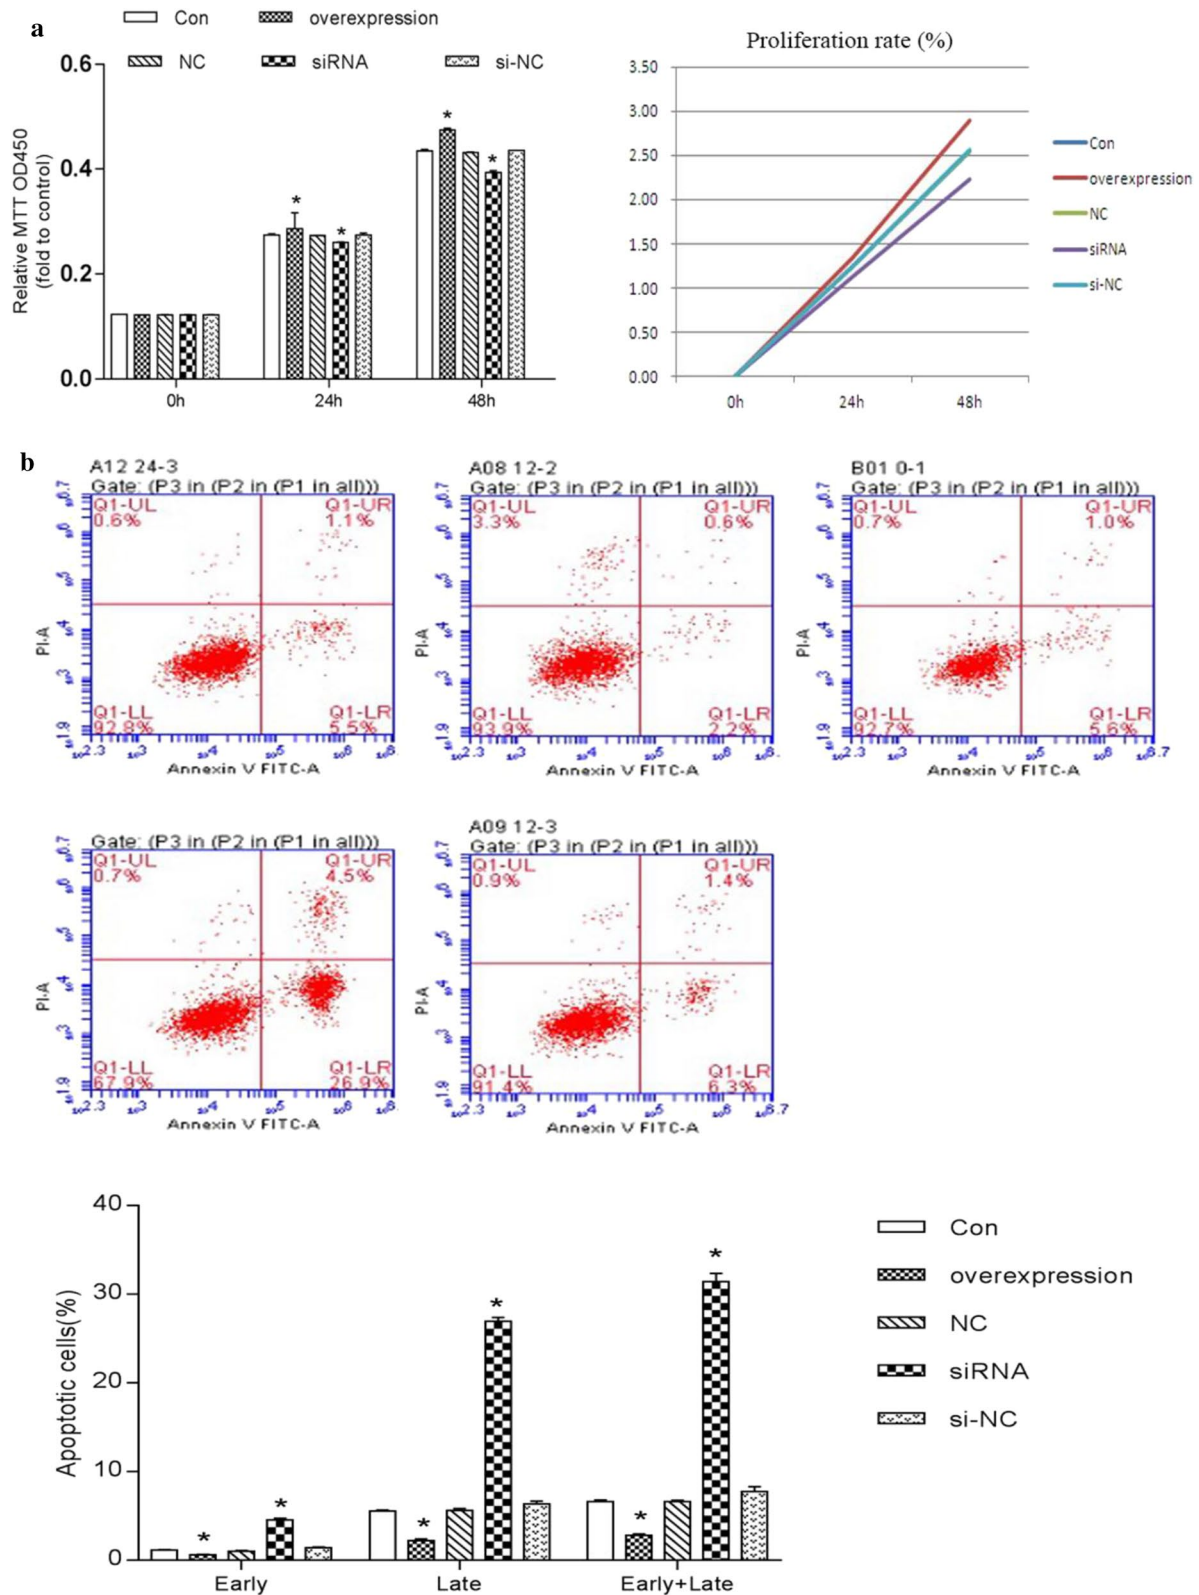 a
Con
overexpression
NC
siRNA
si-NC
Relative MTT OD450
(fold to control)
0.6
0.4
0.2
0.0
0h
24h
48h
*
*
*
*
Proliferation rate (%)
3.50
3.00
2.50
2.00
1.50
1.00
0.50
0.00
0h
24h
48h
Con
overexpression
NC
siRNA
si-NC
b
A12 24-3
Gate: (P3 in (P2 in (P1 in all)))
Q1-UL
0.6%
Q1-UR
1.1%
Q1-LL
92.8%
Q1-LR
5.5%
PI-A
Annexin V FITC-A
A08 12-2
Gate: (P3 in (P2 in (P1 in all)))
Q1-UL
3.3%
Q1-UR
0.6%
Q1-LL
93.9%
Q1-LR
2.2%
PI-A
Annexin V FITC-A
B01 0-1
Gate: (P3 in (P2 in (P1 in all)))
Q1-UL
0.7%
Q1-UR
1.0%
Q1-LL
92.7%
Q1-LR
5.6%
PI-A
Annexin V FITC-A
Gate: (P3 in (P2 in (P1 in all)))
Q1-UL
0.7%
Q1-UR
4.5%
Q1-LL
67.9%
Q1-LR
26.9%
PI-A
Annexin V FITC-A
A09 12-3
Gate: (P3 in (P2 in (P1 in all)))
Q1-UL
0.9%
Q1-UR
1.4%
Q1-LL
91.4%
Q1-LR
6.3%
PI-A
Annexin V FITC-A
Apoptotic cells(%)
40
30
20
10
0
*
*
*
*
*
*
Early
Late
Early+Late
Con
overexpression
NC
siRNA
si-NC